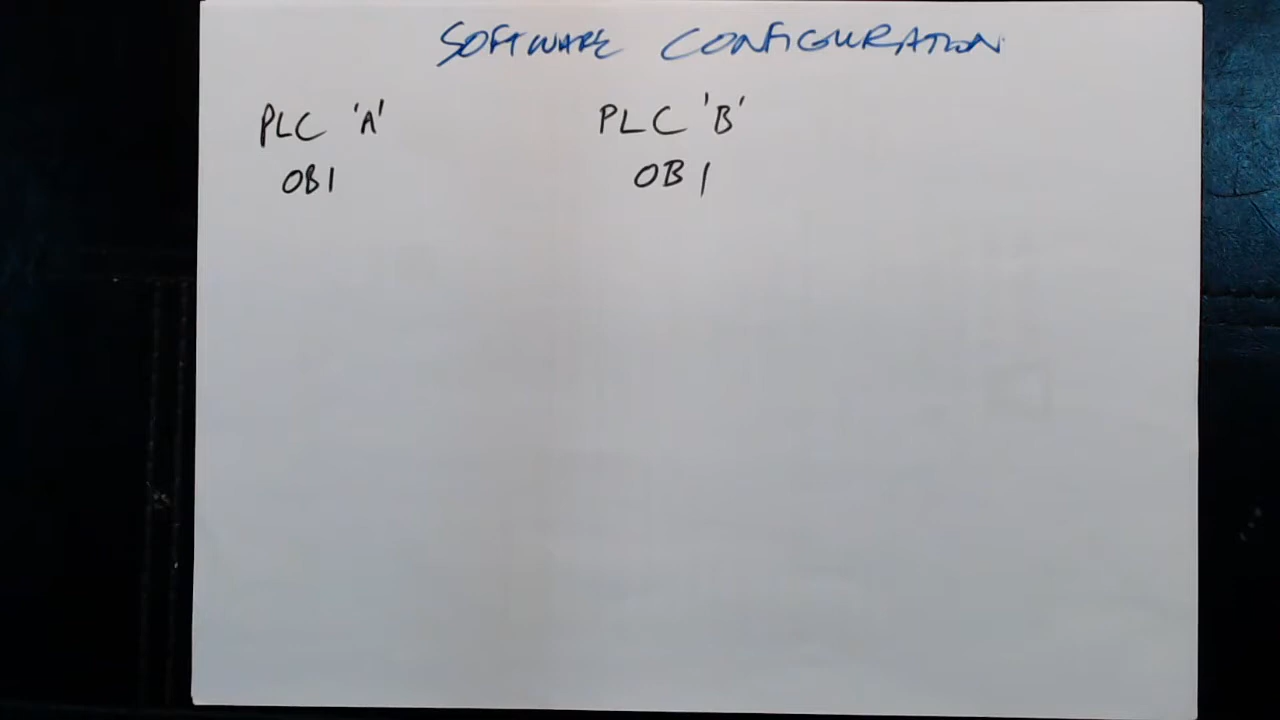 SOFTWARE CONFIGURATION
PLC 'A' PLC 'B'
OB1 OB1